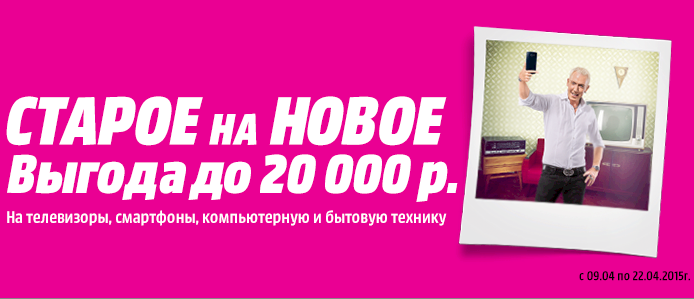 СТАРОЕ НА НОВОЕ
Выгода до 20 000 р.
На телевизоры, смартфоны, компьютерную и бытовую технику
с 09.04 по 22.04.2015г.